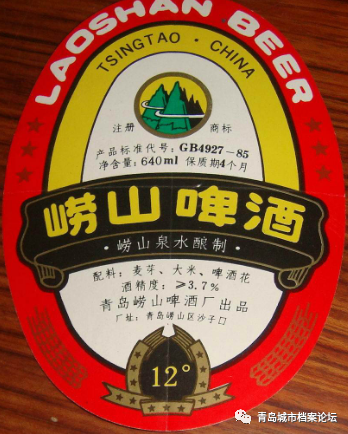 LAOSHAN BEER
TSINGTAO · CHINA
注册 商标
产品标准代号：GB4927-85
净含量：640ml 保质期4个月
崂山啤酒
·崂山泉水酿制·
配料：麦芽、大米、啤酒花
酒精度：≥3.7%
青岛崂山啤酒厂出品
厂址：青岛崂山区沙子口
12°
青岛城市档案论坛